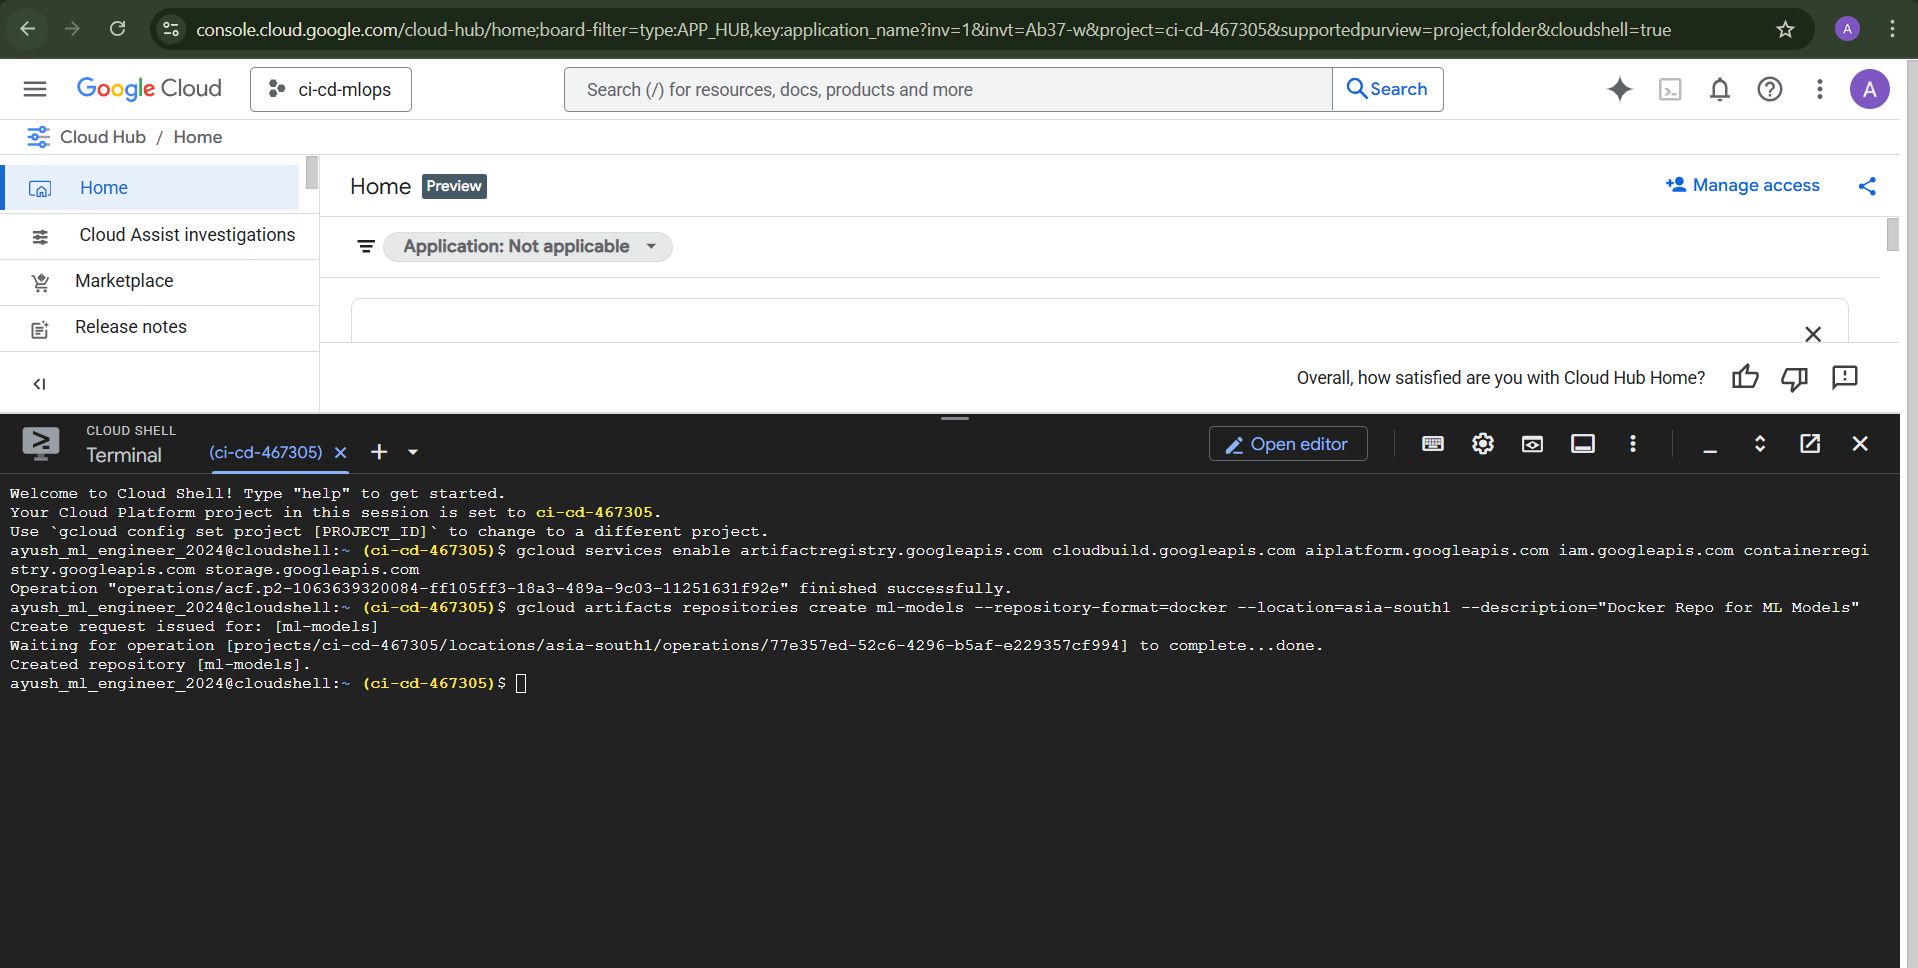 console.cloud.google.com/cloud-hub/home;board-filter=type:APP_HUB,key:application_name?inv=1&invt=Ab37-w&project=ci-cd-467305&supportedpurview=project,folder&cloudshell=true
A
Google Cloud
ci-cd-mlops
Search (/) for resources, docs, products and more
Search
A
Cloud Hub / Home
Home
Cloud Assist investigations
Marketplace
Release notes
Home
Preview
Manage access
Application: Not applicable
Overall, how satisfied are you with Cloud Hub Home?
CLOUD SHELL
Terminal
(ci-cd-467305)
Open editor
Welcome to Cloud Shell! Type "help" to get started.
Your Cloud Platform project in this session is set to ci-cd-467305.
Use `gcloud config set project [PROJECT_ID]` to change to a different project.
ayush_ml_engineer_2024@cloudshell:~ (ci-cd-467305)$ gcloud services enable artifactregistry.googleapis.com cloudbuild.googleapis.com aiplatform.googleapis.com iam.googleapis.com containerregi
stry.googleapis.com storage.googleapis.com
Operation "operations/acf.p2-1063639320084-ff105ff3-18a3-489a-9c03-11251631f92e" finished successfully.
ayush_ml_engineer_2024@cloudshell:~ (ci-cd-467305)$ gcloud artifacts repositories create ml-models --repository-format=docker --location=asia-south1 --description="Docker Repo for ML Models"
Create request issued for: [ml-models]
Waiting for operation [projects/ci-cd-467305/locations/asia-south1/operations/77e357ed-52c6-4296-b5af-e229357cf994] to complete...done.
Created repository [ml-models].
ayush_ml_engineer_2024@cloudshell:~ (ci-cd-467305)$